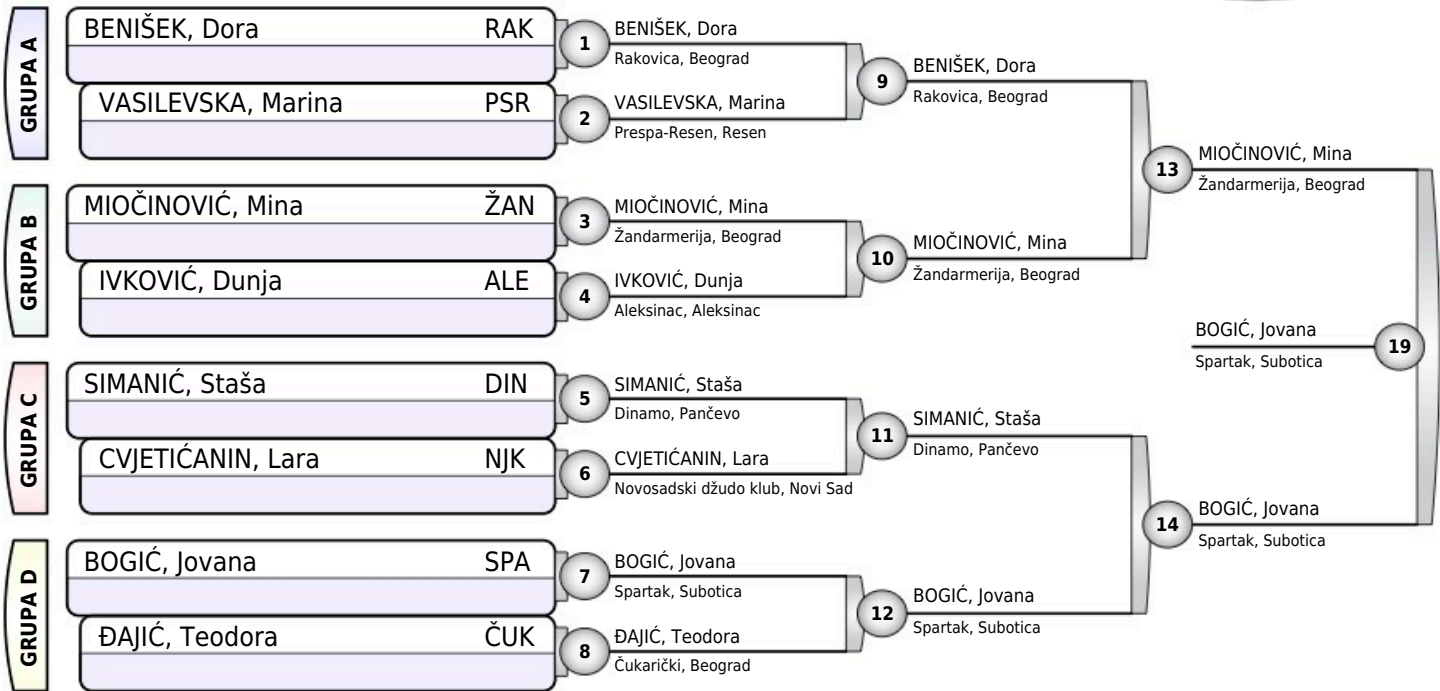 GRUPA A
BENIŠEK, Dora RAK
VASILEVSKA, Marina PSR
1
BENIŠEK, Dora
Rakovica, Beograd
2
VASILEVSKA, Marina
Prespa-Resen, Resen
9
BENIŠEK, Dora
Rakovica, Beograd
GRUPA B
MIOČINOVIĆ, Mina ŽAN
IVKOVIĆ, Dunja ALE
3
MIOČINOVIĆ, Mina
Žandarmerija, Beograd
4
IVKOVIĆ, Dunja
Aleksinac, Aleksinac
10
MIOČINOVIĆ, Mina
Žandarmerija, Beograd
13
MIOČINOVIĆ, Mina
Žandarmerija, Beograd
GRUPA C
SIMANIĆ, Staša DIN
CVJETIĆANIN, Lara NJK
5
SIMANIĆ, Staša
Dinamo, Pančevo
6
CVJETIĆANIN, Lara
Novosadski džudo klub, Novi Sad
11
SIMANIĆ, Staša
Dinamo, Pančevo
GRUPA D
BOGIĆ, Jovana SPA
ĐAJIĆ, Teodora ČUK
7
BOGIĆ, Jovana
Spartak, Subotica
8
ĐAJIĆ, Teodora
Čukarički, Beograd
12
BOGIĆ, Jovana
Spartak, Subotica
14
BOGIĆ, Jovana
Spartak, Subotica
BOGIĆ, Jovana
Spartak, Subotica
19